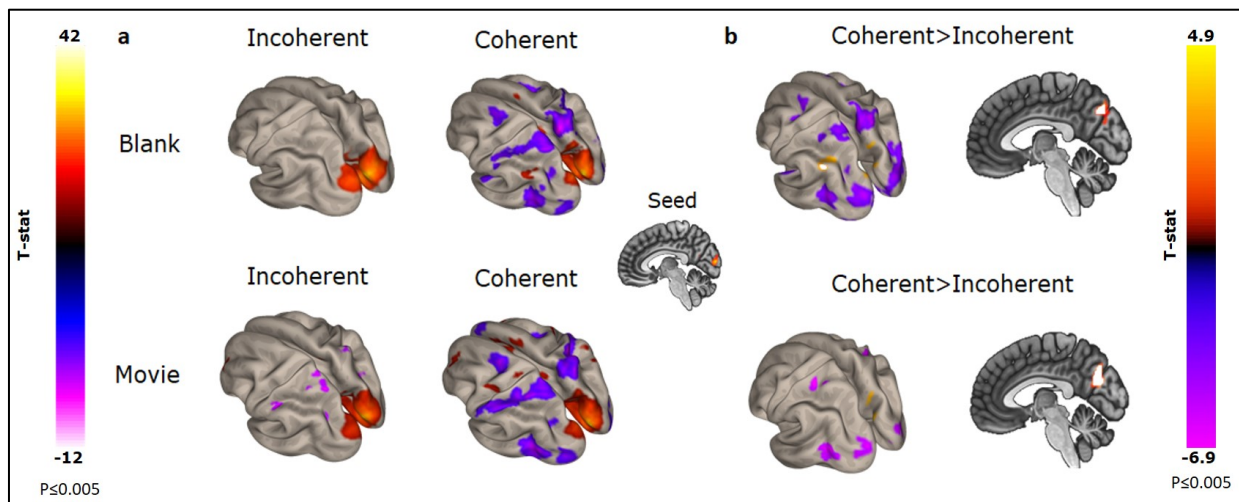 42
a
Incoherent
Coherent
b
Coherent>Incoherent
4.9
Blank
Seed
T-stat
T-stat
Incoherent
Coherent
Coherent>Incoherent
Movie
-12
-6.9
P≤0.005
P≤0.005